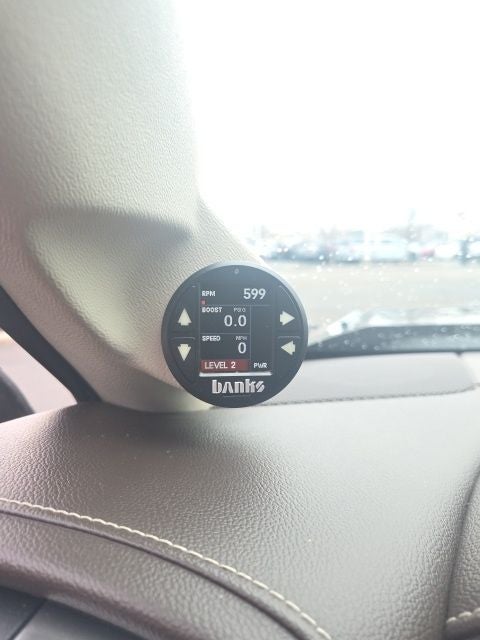 RPM 599
BOOST PSIG
0.0
SPEED MPH
0
LEVEL 2 PWR
banks